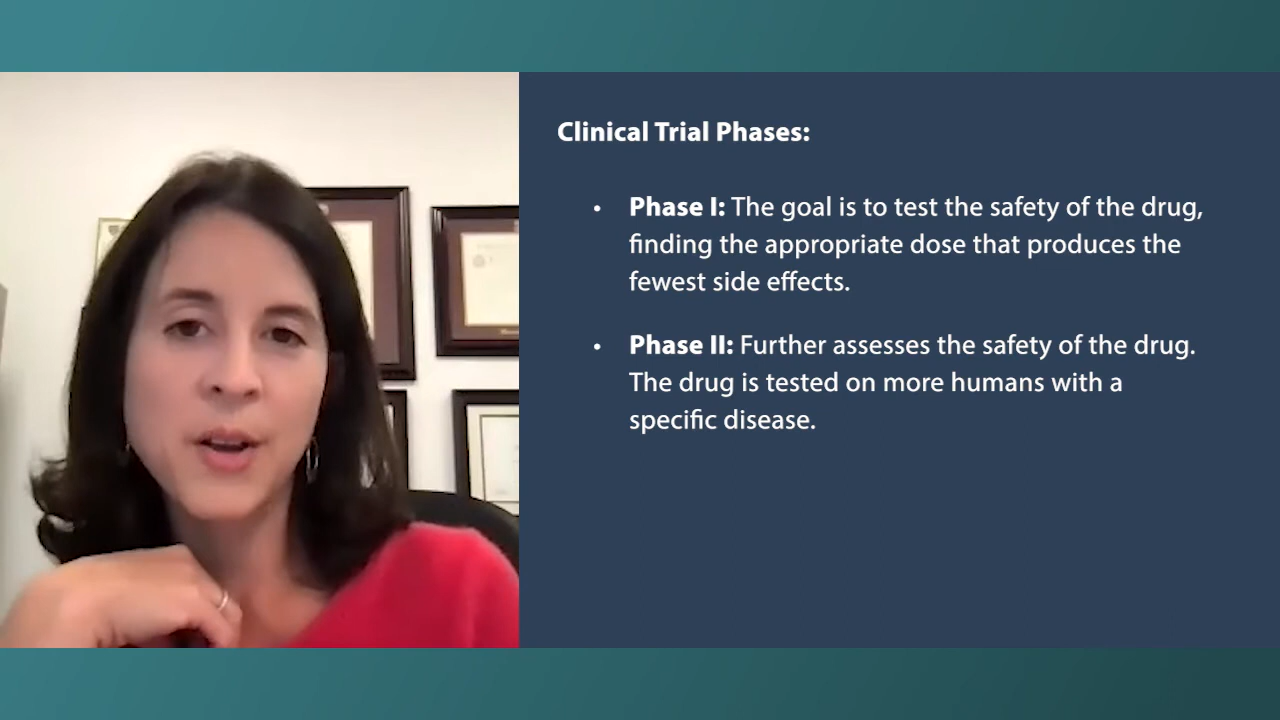 Clinical Trial Phases:
• Phase I: The goal is to test the safety of the drug,
finding the appropriate dose that produces the
fewest side effects.
• Phase II: Further assesses the safety of the drug.
The drug is tested on more humans with a
specific disease.